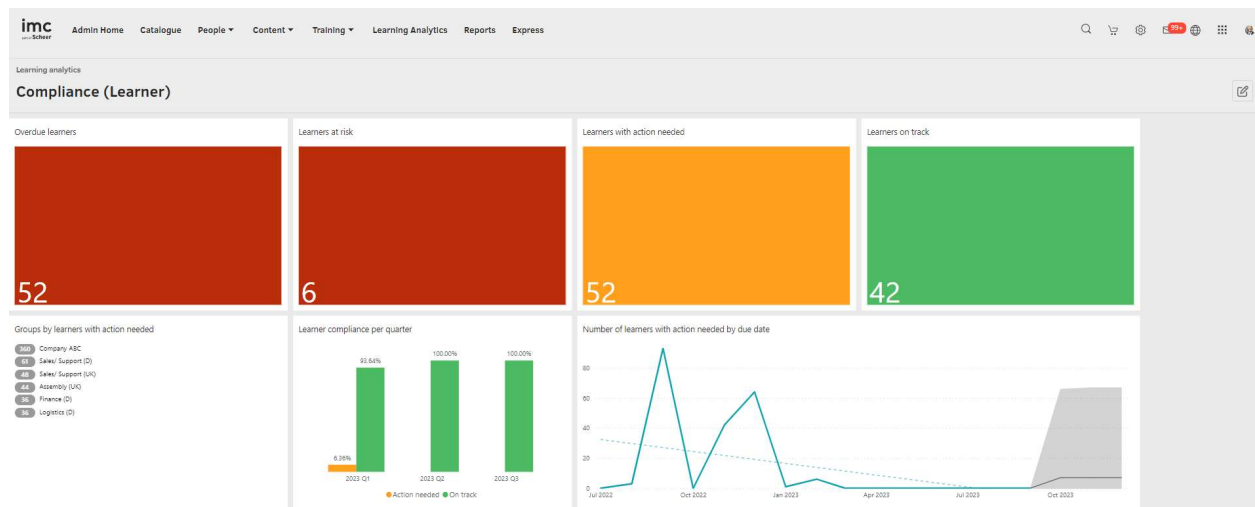 imc
part of Scheer
Admin Home Catalogue People Content Training Learning Analytics Reports Express
99+
Learning analytics
Compliance (Learner)
Overdue learners
52
Learners at risk
6
Learners with action needed
52
Learners on track
42
Groups by learners with action needed
360 Company ABC
Sales/ Support (D)
48 Sales/ Support (UK)
44 Assembly (UK)
36 Finance (D)
36 Logistics (D)
Learner compliance per quarter
93.64%
100.00%
100.00%
6.36%
2023 Q1 2023 Q2 2023 Q3
Action needed On track
Number of learners with action needed by due date
80
60
40
20
0
Jul 2022 Oct 2022 Jan 2023 Apr 2023 Jul 2023 Oct 2023